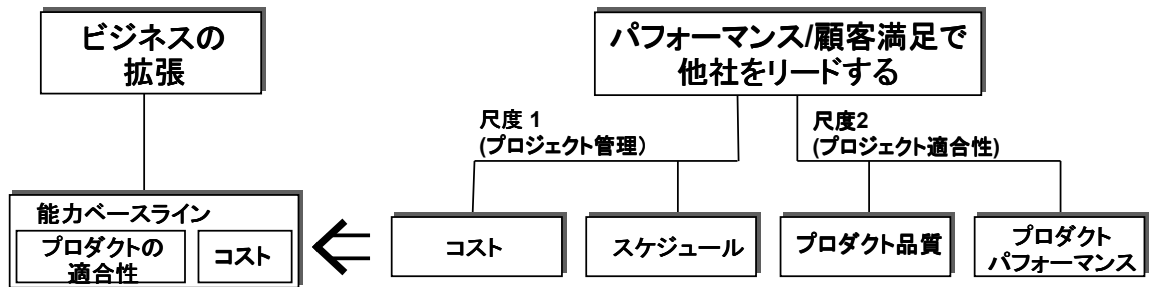 ビジネスの
拡張
パフォーマンス/顧客満足で
他社をリードする
尺度 1
(プロジェクト管理)
尺度2
(プロジェクト適合性)
能力ベースライン
プロダクトの
適合性
コスト
コスト
スケジュール
プロダクト品質
プロダクト
パフォーマンス